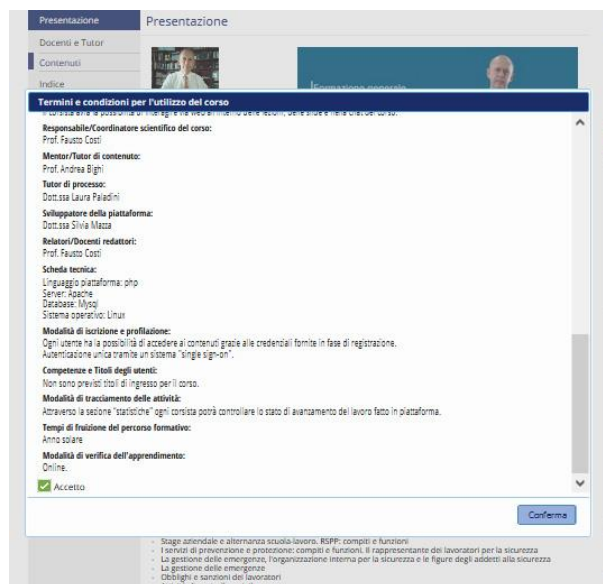 Presentazione
Presentazione
Docenti e Tutor
Contenuti
Indice
Formazione generale
Termini e condizioni per l'utilizzo del corso
Responsabile/Coordinatore scientifico del corso:
Prof. Fausto Costi
Mentor/Tutor di contenuto:
Prof. Andrea Bighi
Tutor di processo:
Dott.ssa Laura Paladini
Sviluppatore della piattaforma:
Dott.ssa Silvia Mazza
Relatori/Docenti redattori:
Prof. Fausto Costi
Scheda tecnica:
Linguaggio piattaforma: php
Server: Apache
Database: Mysql
Sistema operativo: Linux
Modalità di iscrizione e profilazione:
Ogni utente ha la possibilità di accedere ai contenuti grazie alle credenziali fornite in fase di registrazione.
Autenticazione unica tramite un sistema "single sign-on".
Competenze e Titoli degli utenti:
Non sono previsti titoli di ingresso per il corso.
Modalità di tracciamento delle attività:
Attraverso la sezione "statistiche" ogni corsista potrà controllare lo stato di avanzamento del lavoro fatto in piattaforma.
Tempi di fruizione del percorso formativo:
Anno solare
Modalità di verifica dell'apprendimento:
Online.
Accetto
Conferma
- Stage aziendale e alternanza scuola-lavoro. RSPP: compiti e funzioni
- I servizi di prevenzione e protezione: compiti e funzioni. Il rappresentante dei lavoratori per la sicurezza
- La gestione delle emergenze, l'organizzazione interna per la sicurezza e le figure degli addetti alla sicurezza
- La gestione delle emergenze
- Obblighi e sanzioni dei lavoratori